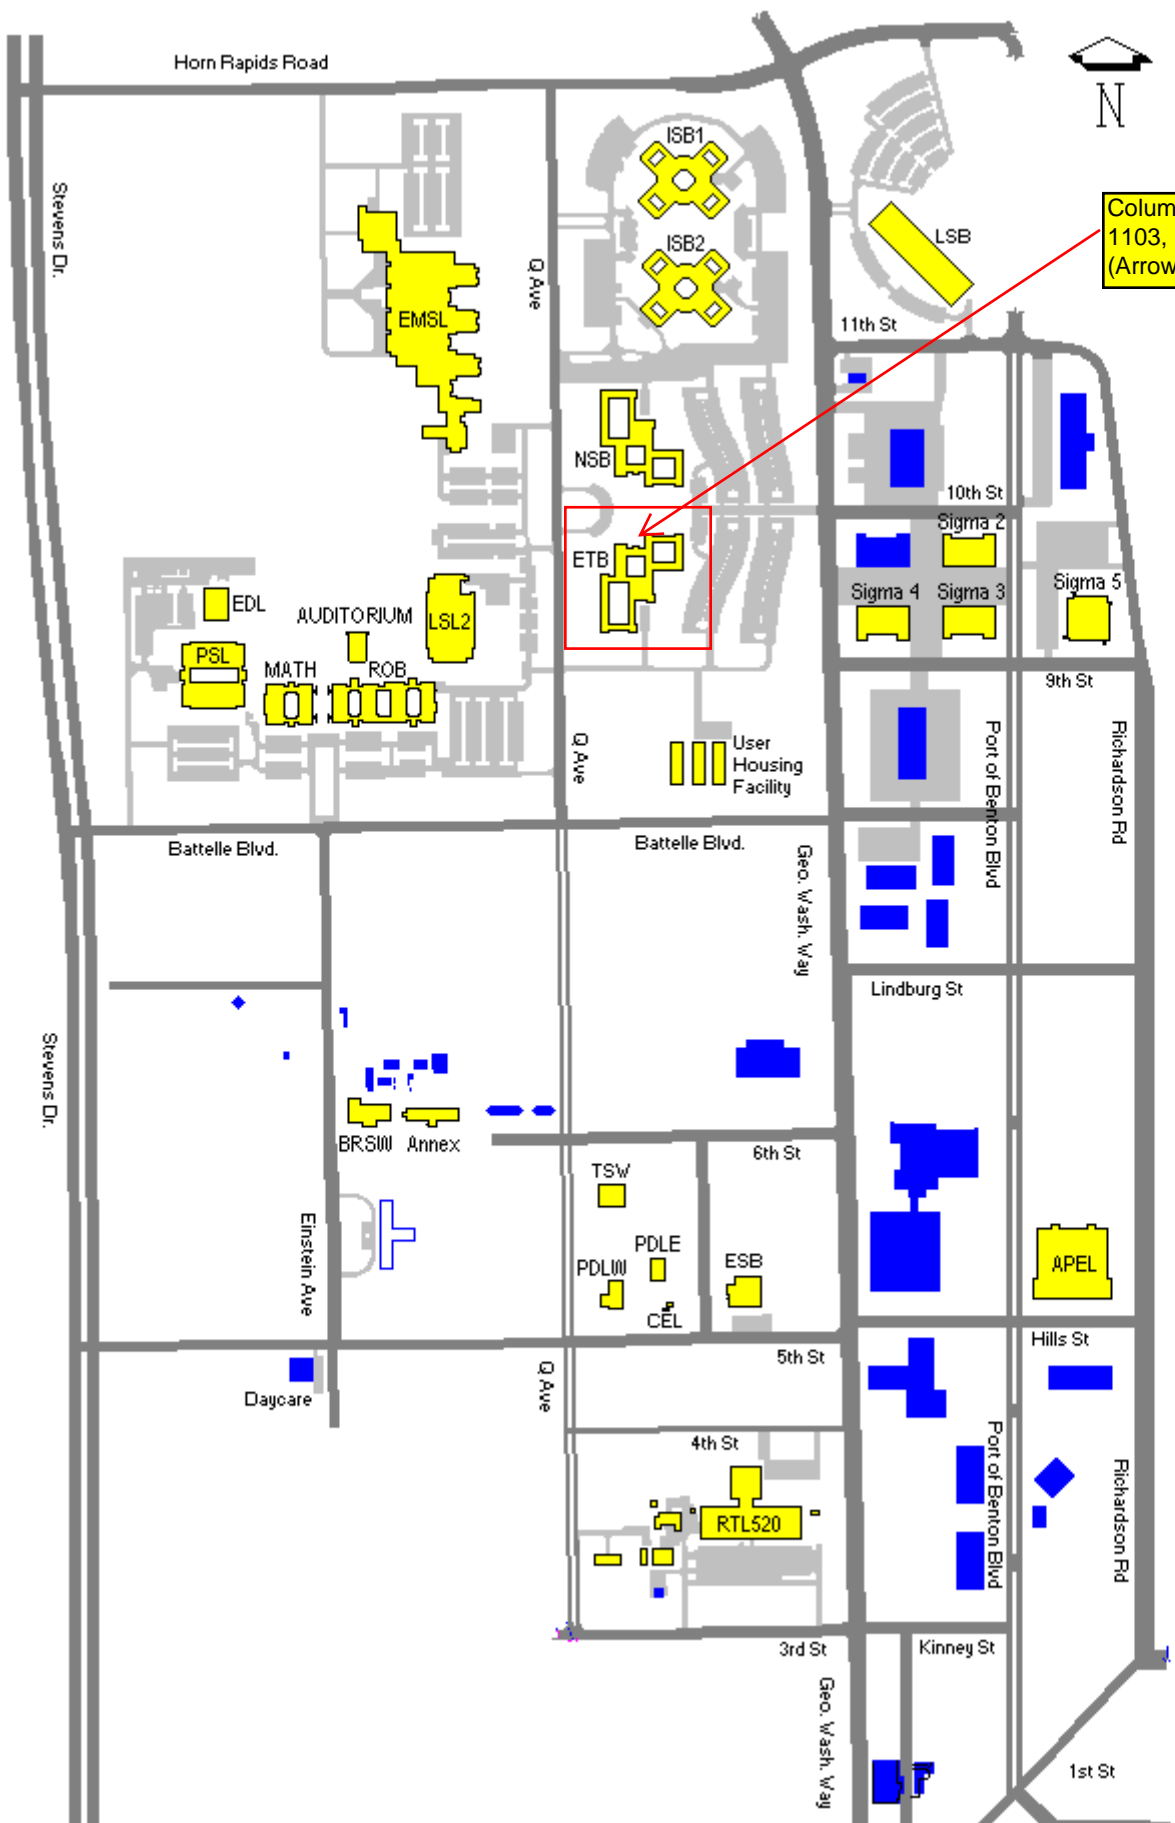 Horn Rapids Road
N
ISB1
Stevens Dr.
Colum
1103,
(Arrow
LSB
ISB2
Q Ave
EMSL
11th St
NSB
10th St
Sigma 2
ETB
Sigma 5
EDL
AUDITORIUM
LSL2
Sigma 4
Sigma 3
PSL
MATH
ROB
9th St
User
Housing
Facility
Q Ave
Port of Benton Blvd
Richardson Rd
Battelle Blvd.
Battelle Blvd.
Geo. Wash. Way
Lindburg St
Stevens Dr.
BRSW
Annex
6th St
TSW
Einstein Ave
PDLE
PDLW
ESB
APEL
CEL
Hills St
5th St
Q Ave
Daycare
4th St
Port of Benton Blvd
Richardson Rd
RTL520
3rd St
Kinney St
Geo. Wash. Way
1st St